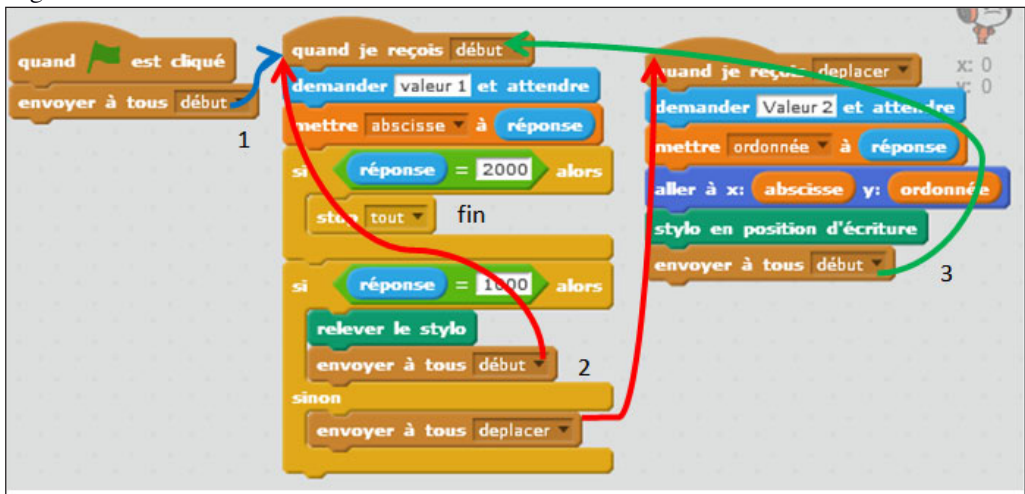 quand est cliqué
envoyer à tous début
1
quand je reçois début
demander valeur 1 et attendre
mettre abscisse à réponse
si réponse = 2000 alors
stop tout fin
si réponse = 1000 alors
relever le stylo
envoyer à tous début 2
sinon
envoyer à tous deplacer
quand je reçois deplacer
demander Valeur 2 et attendre
mettre ordonnée à réponse
aller à x: abscisse y: ordonnée
stylo en position d'écriture
envoyer à tous début
3
x: 0
y: 0